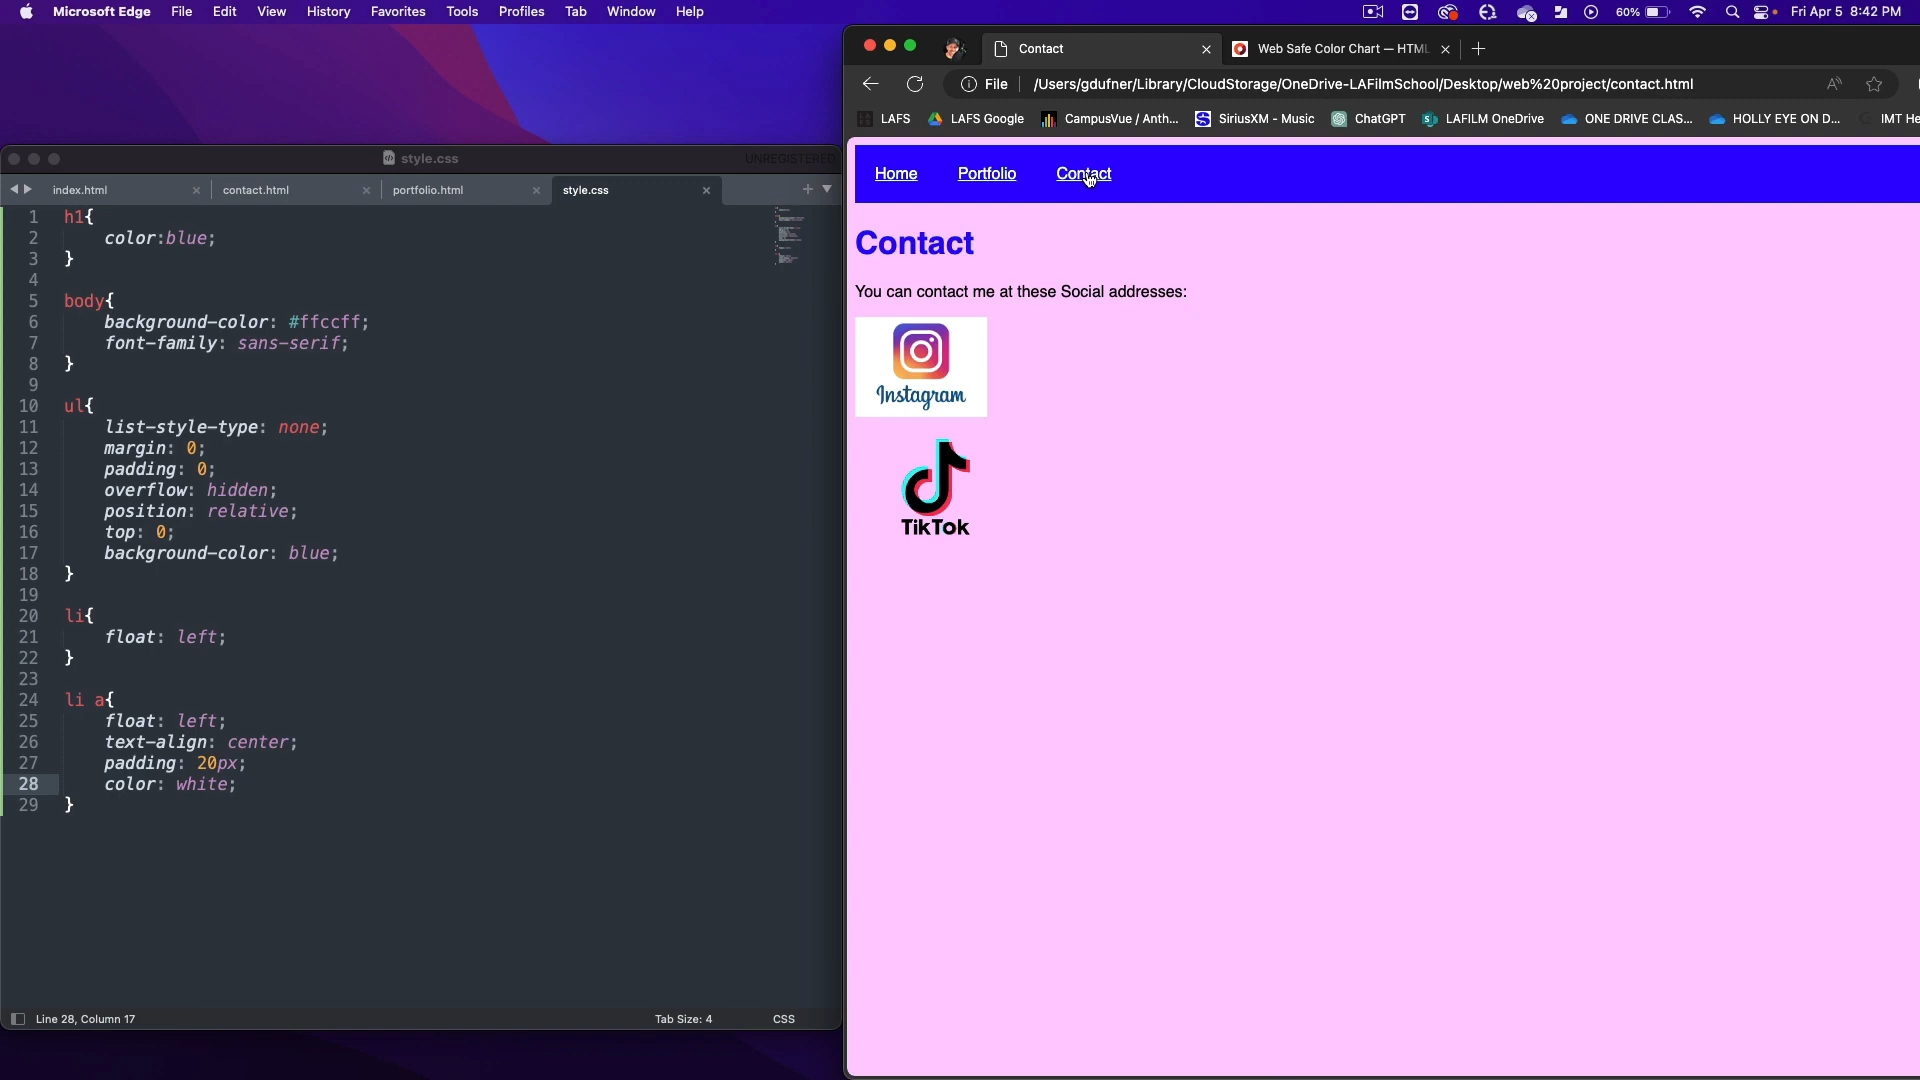 Microsoft Edge File Edit View History Favorites Tools Profiles Tab Window Help 60% Fri Apr 5 8:42 PM
style.css UNREGISTERED
index.html contact.html portfolio.html style.css
1 h1{
2 color:blue;
3 }
4
5 body{
6 background-color: #ffccff;
7 font-family: sans-serif;
8 }
9
10 ul{
11 list-style-type: none;
12 margin: 0;
13 padding: 0;
14 overflow: hidden;
15 position: relative;
16 top: 0;
17 background-color: blue;
18 }
19
20 li{
21 float: left;
22 }
23
24 li a{
25 float: left;
26 text-align: center;
27 padding: 20px;
28 color: white;
29 }
Line 28, Column 17 Tab Size: 4 CSS
Contact Web Safe Color Chart — HTML
File /Users/gdufner/Library/CloudStorage/OneDrive-LAFilmSchool/Desktop/web%20project/contact.html
LAFS LAFS Google CampusVue / Anth... SiriusXM - Music ChatGPT LAFILM OneDrive ONE DRIVE CLAS... HOLLY EYE ON D... IMT He
Home Portfolio Contact
Contact
You can contact me at these Social addresses:
Instagram
TikTok